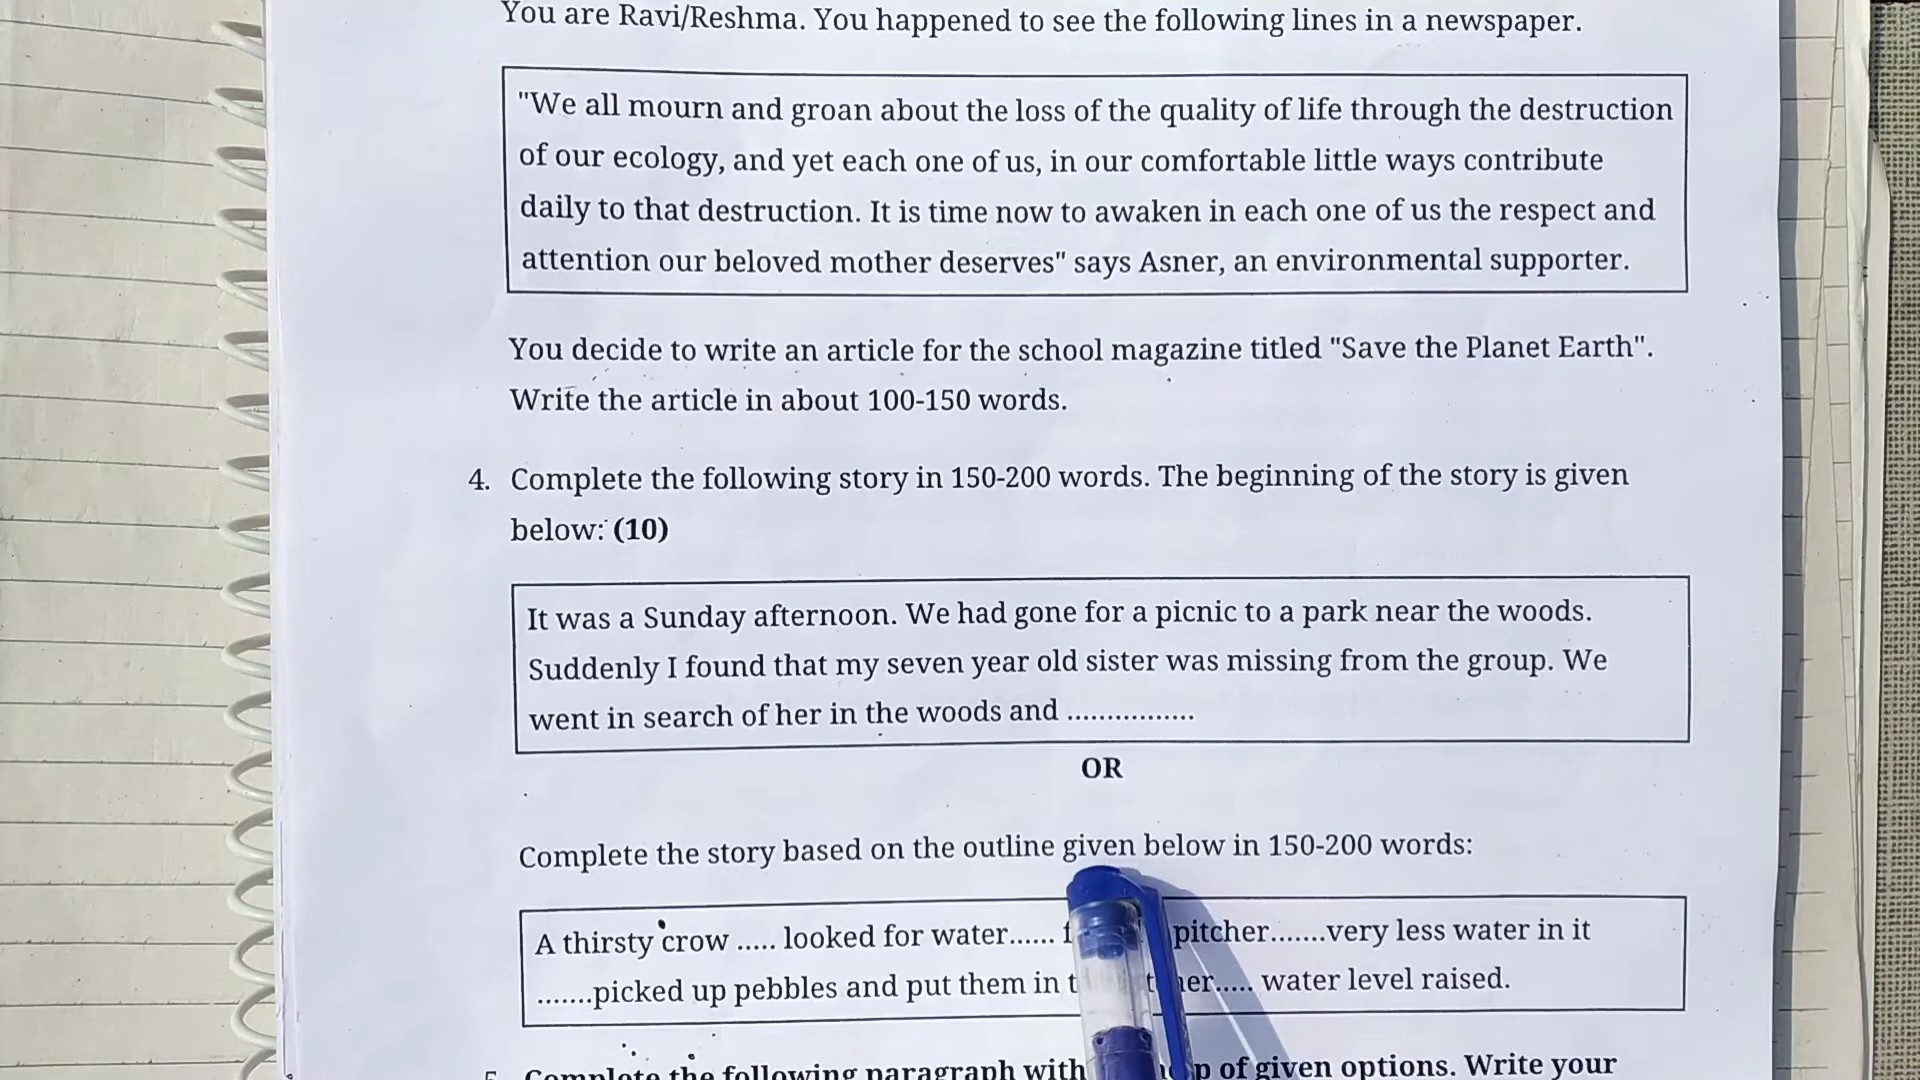 You are Ravi/Reshma. You happened to see the following lines in a newspaper.
"We all mourn and groan about the loss of the quality of life through the destruction
of our ecology, and yet each one of us, in our comfortable little ways contribute
daily to that destruction. It is time now to awaken in each one of us the respect and
attention our beloved mother deserves" says Asner, an environmental supporter.
You decide to write an article for the school magazine titled "Save the Planet Earth".
Write the article in about 100-150 words.
4. Complete the following story in 150-200 words. The beginning of the story is given
below: (10)
It was a Sunday afternoon. We had gone for a picnic to a park near the woods.
Suddenly I found that my seven year old sister was missing from the group. We
went in search of her in the woods and ................
OR
Complete the story based on the outline given below in 150-200 words:
A thirsty crow ..... looked for water...... pitcher.......very less water in it
.......picked up pebbles and put them in ..... water level raised.
Complete the following paragraph with of given options. Write your